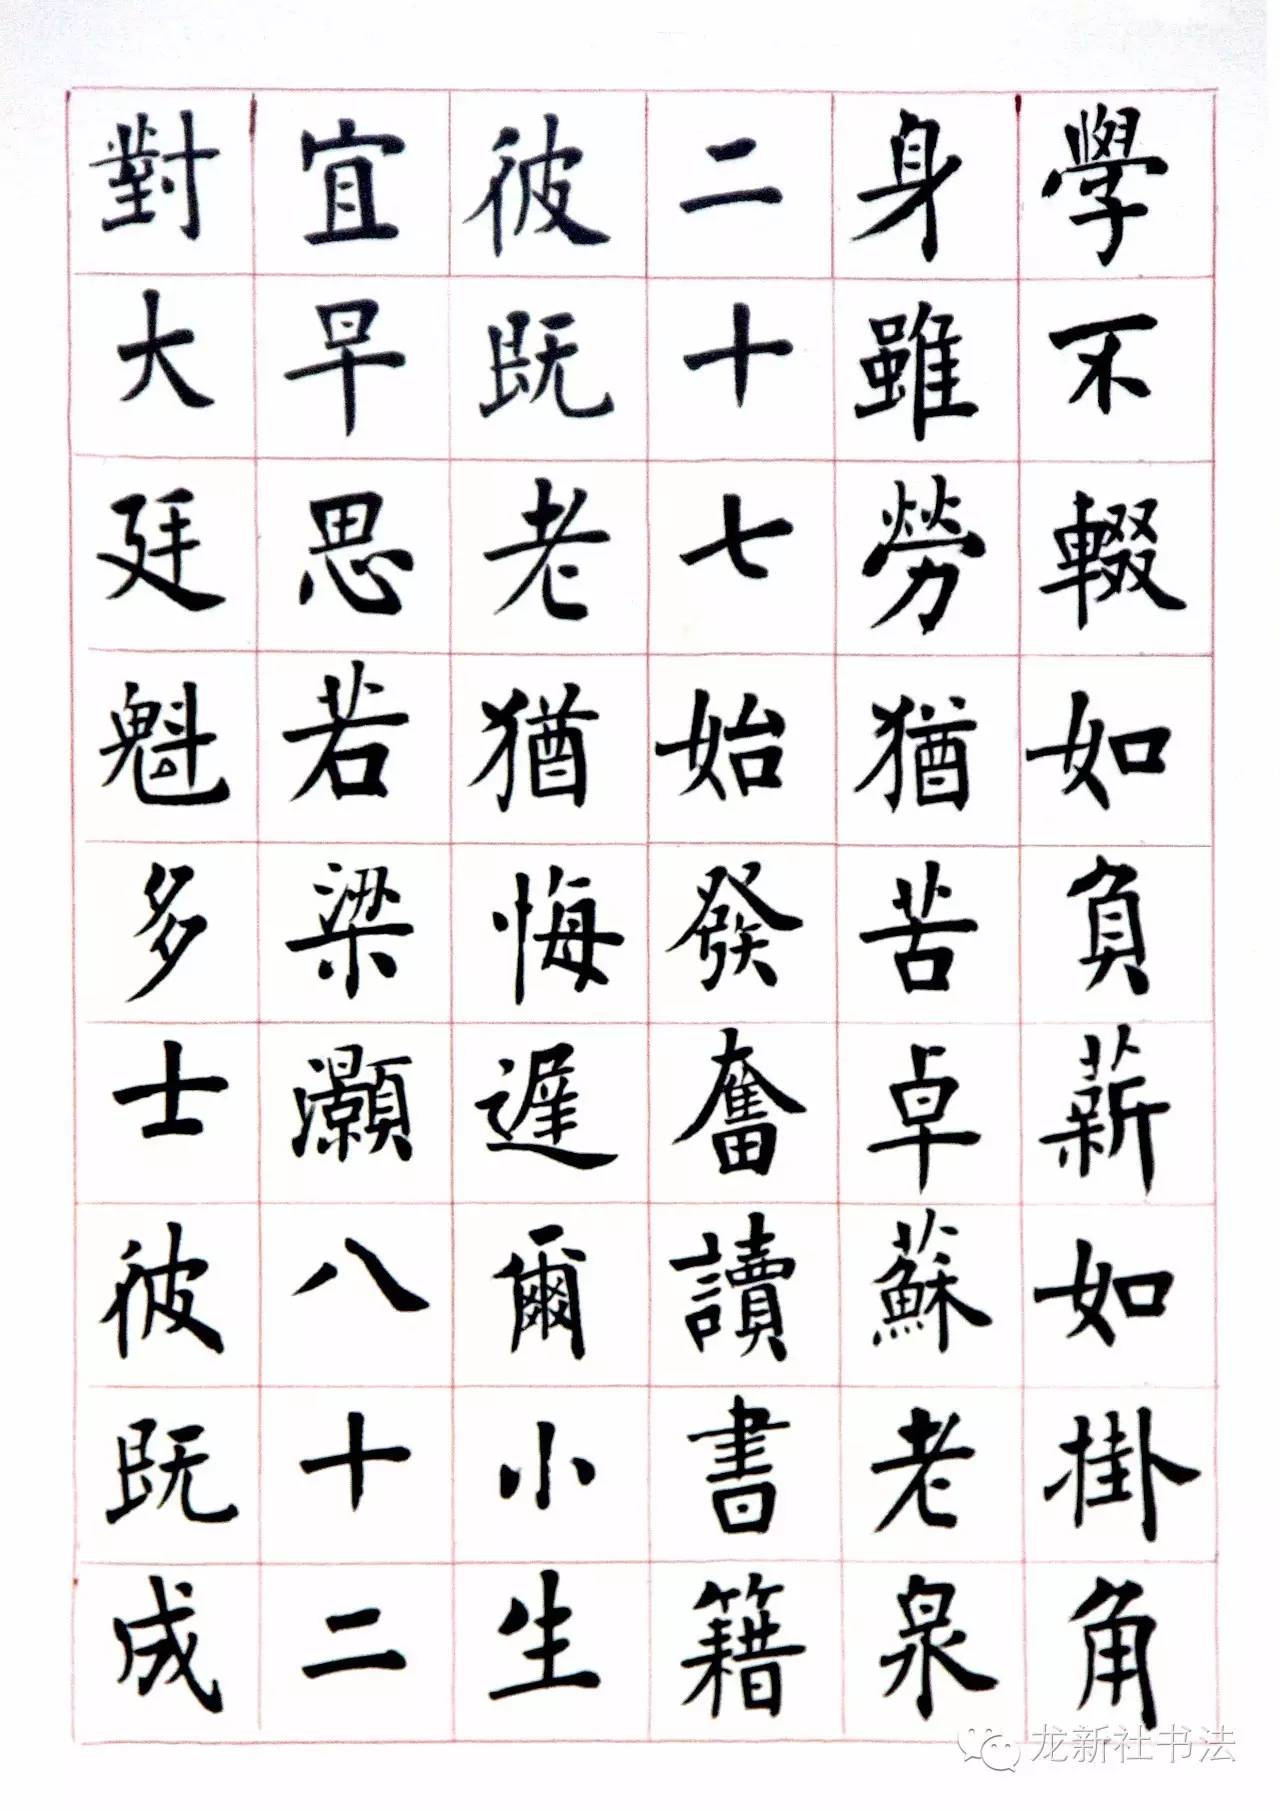 學不輟如負薪如掛角
身雖勞猶苦卓蘇老泉
二十七始發奮讀書籍
彼既老猶悔遲爾小生
宜早思若梁灝八十二
對大廷魁多士彼既成
龙新社书法